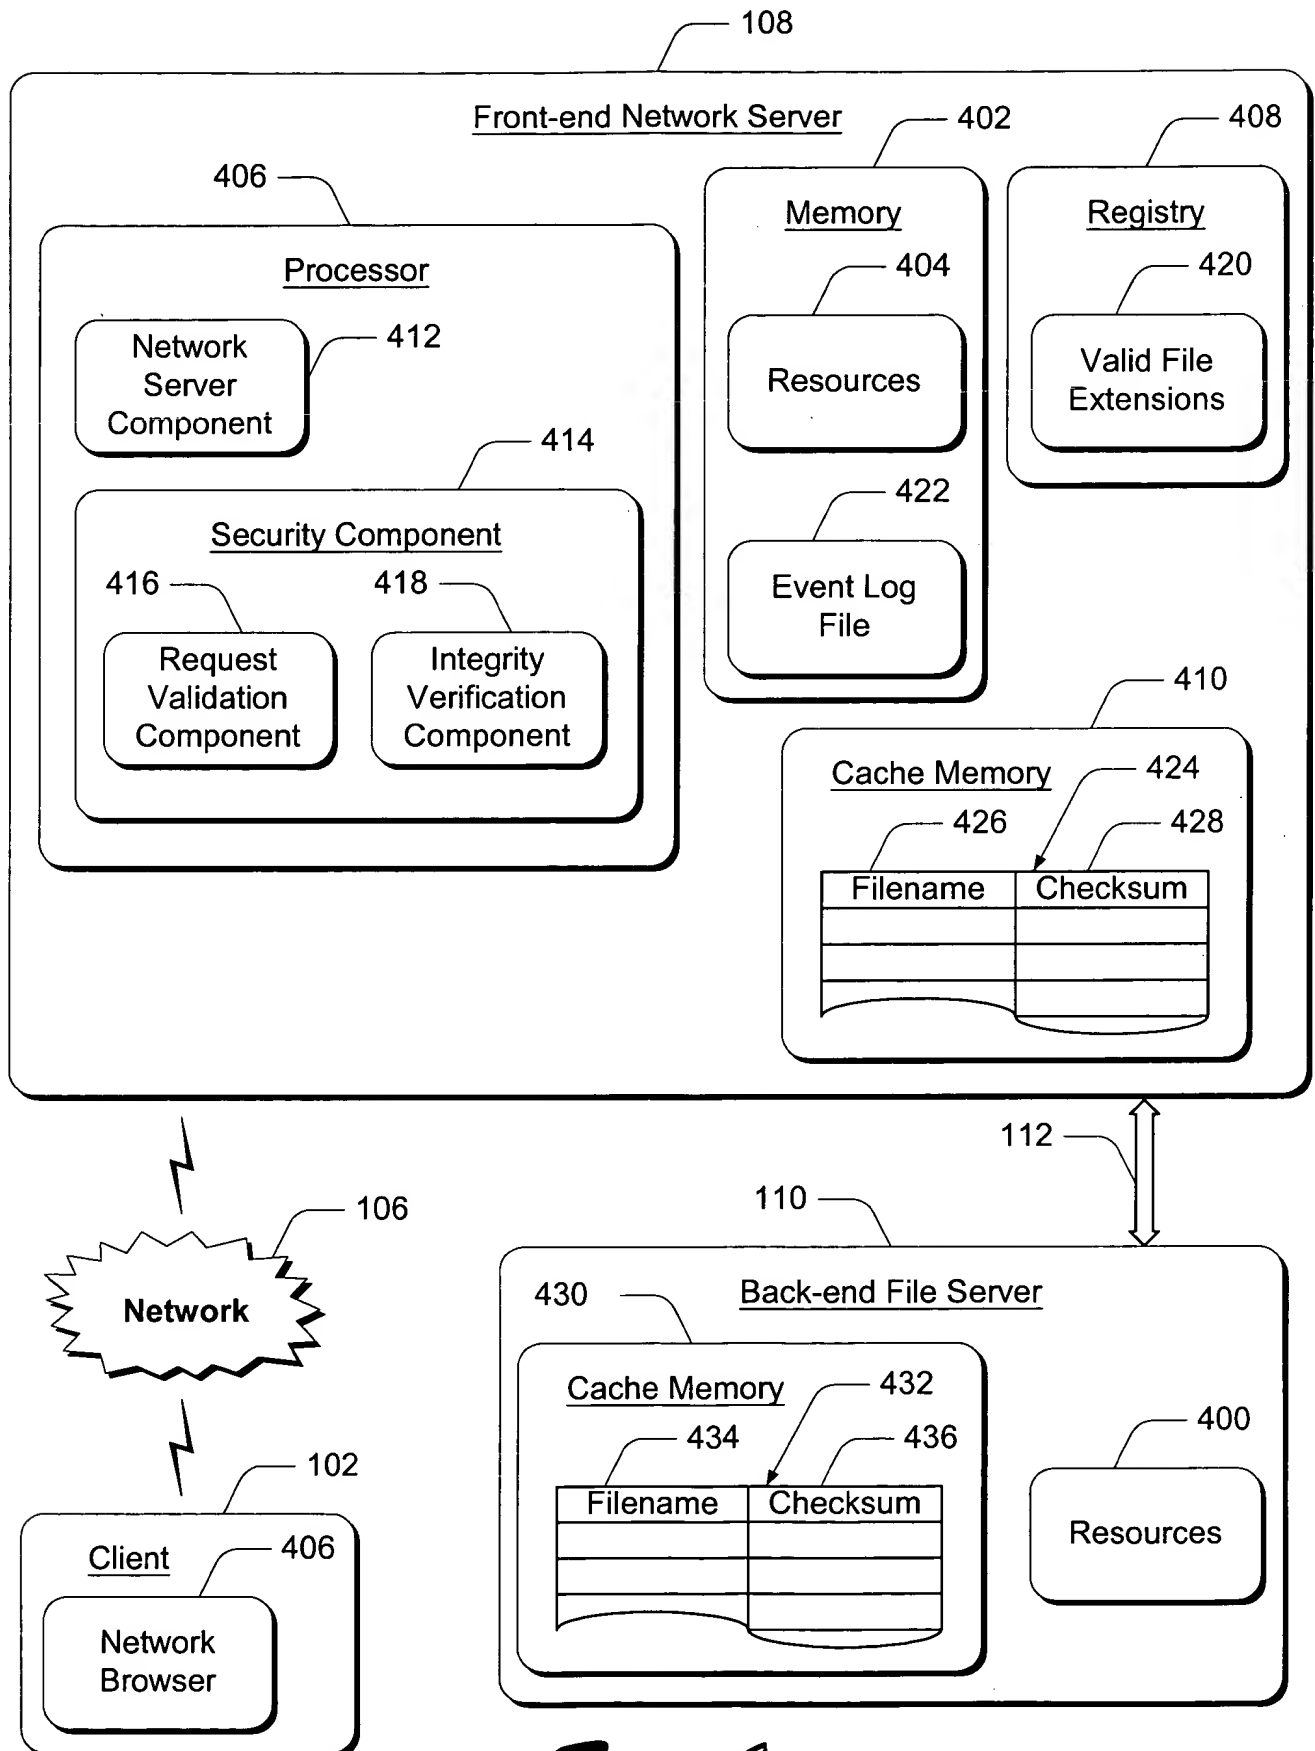 108
Front-end Network Server
402
408
406
Memory
Registry
Processor
404
420
Network
Server
Component
412
Resources
Valid File
Extensions
414
422
Security Component
416
418
Event Log
File
Request
Validation
Component
Integrity
Verification
Component
410
Cache Memory
424
426
428
Filename
Checksum
112
106
110
Network
430
Back-end File Server
Cache Memory
432
434
436
400
102
Filename
Checksum
Client
406
Resources
Network
Browser